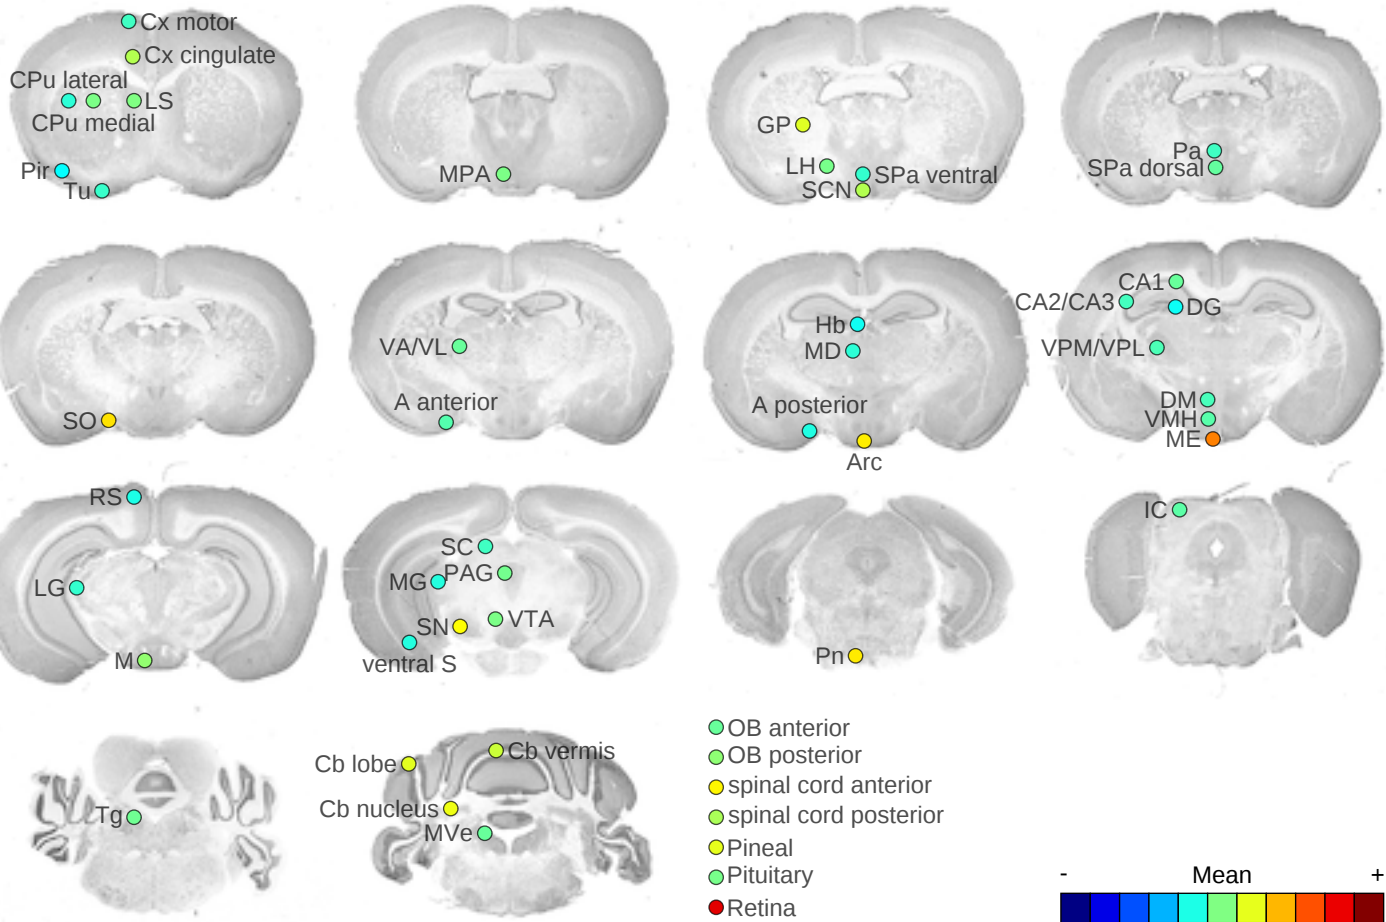 Cx motor
Cx cingulate
CPu lateral
LS
CPu medial
Pir
Tu
MPA
GP
LH
SPa ventral
SCN
Pa
SPa dorsal
SO
VA/VL
A anterior
Hb
MD
A posterior
Arc
CA1
CA2/CA3
DG
VPM/VPL
DM
VMH
ME
RS
LG
M
SC
MG
PAG
SN
VTA
ventral S
Pn
IC
Tg
Cb lobe
Cb vermis
Cb nucleus
MVe
OB anterior
OB posterior
spinal cord anterior
spinal cord posterior
Pineal
Pituitary
Retina
- Mean +